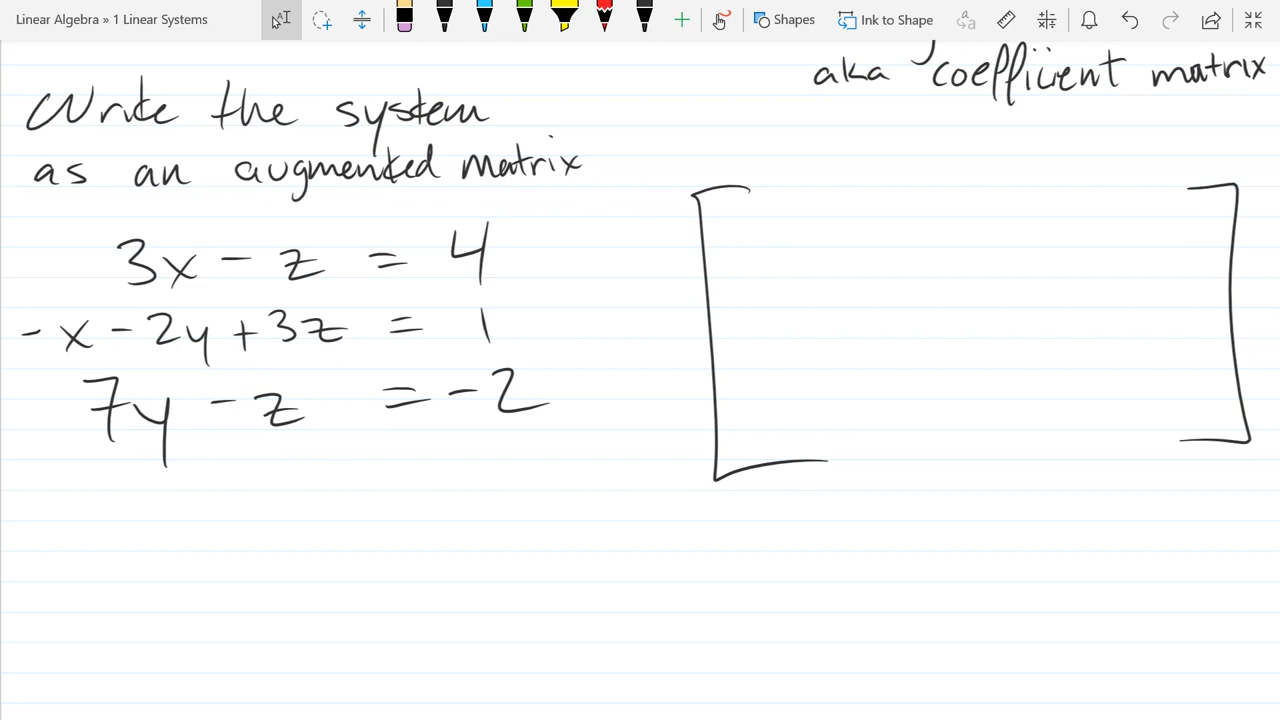 Linear Algebra » 1 Linear Systems
Shapes
Ink to Shape
aka coefficient matrix
Write the system
as an augmented matrix
3x - z = 4
-x - 2y + 3z = 1
7y - z = -2